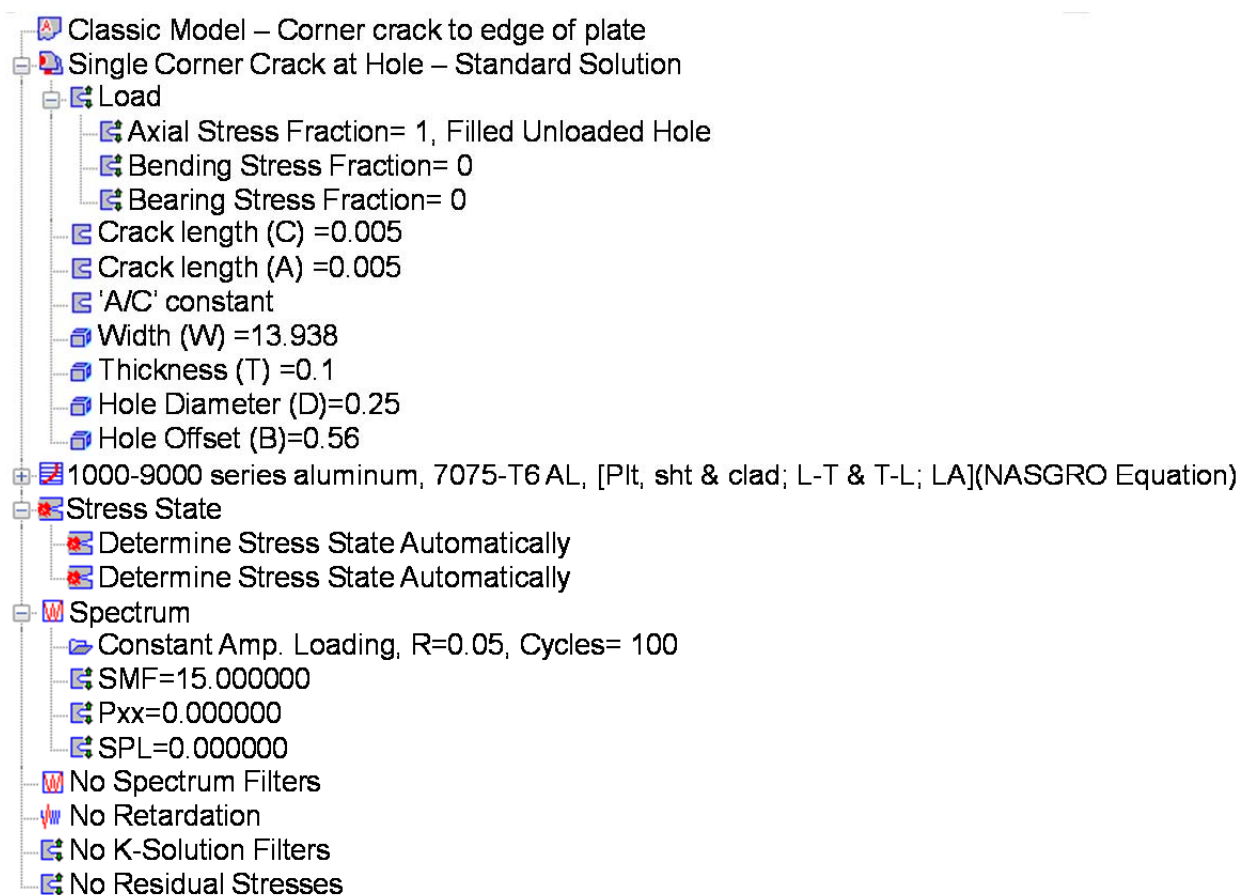 Classic Model – Corner crack to edge of plate
Single Corner Crack at Hole – Standard Solution
Load
Axial Stress Fraction= 1, Filled Unloaded Hole
Bending Stress Fraction= 0
Bearing Stress Fraction= 0
Crack length (C) =0.005
Crack length (A) =0.005
'A/C' constant
Width (W) =13.938
Thickness (T) =0.1
Hole Diameter (D)=0.25
Hole Offset (B)=0.56
1000-9000 series aluminum, 7075-T6 AL, [Plt, sht & clad; L-T & T-L; LA](NASGRO Equation)
Stress State
Determine Stress State Automatically
Determine Stress State Automatically
Spectrum
Constant Amp. Loading, R=0.05, Cycles= 100
SMF=15.000000
Pxx=0.000000
SPL=0.000000
No Spectrum Filters
No Retardation
No K-Solution Filters
No Residual Stresses